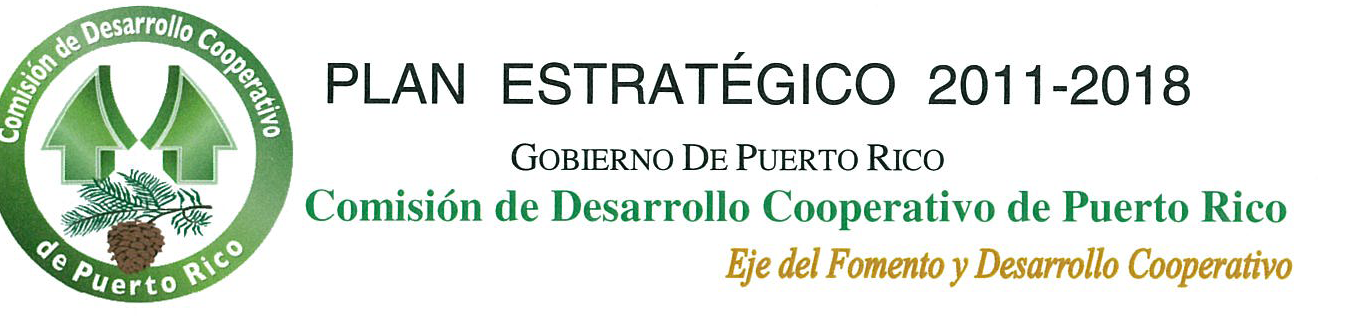 Comisión de Desarrollo Cooperativo
de Puerto Rico
PLAN ESTRATÉGICO 2011-2018
GOBIERNO DE PUERTO RICO
Comisión de Desarrollo Cooperativo de Puerto Rico
Eje del Fomento y Desarrollo Cooperativo